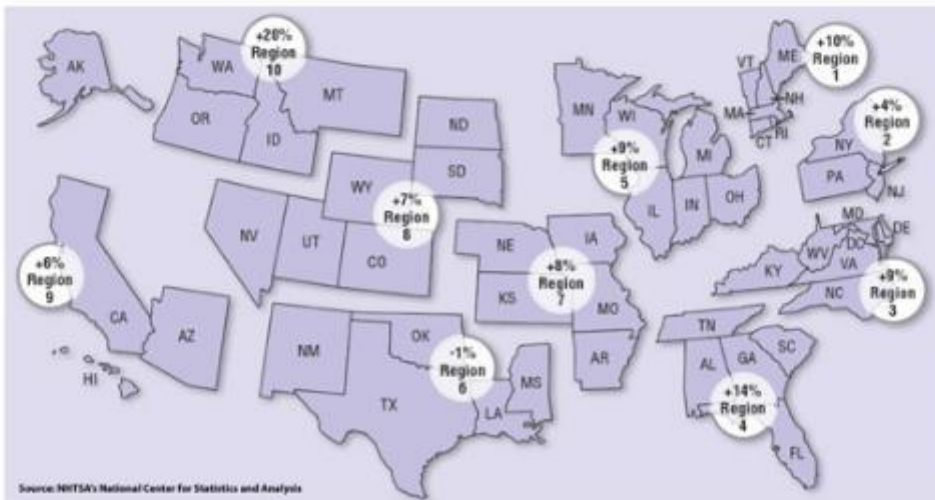 AK
WA
+20%
Region
10
MT
OR
ID
ND
SD
WY
+7%
Region
8
NV
UT
CO
+6%
Region
9
CA
AZ
HI
NM
OK
TX
-1%
Region
6
LA
MS
NE
IA
+8%
Region
7
KS
MO
AR
MN
WI
MI
+9%
Region
5
IL
IN
OH
VT
ME
+10%
Region
1
NH
MA
RI
CT
+4%
Region
2
NY
PA
NJ
MD
DE
DC
WV
VA
KY
NC
+9%
Region
3
TN
AL
GA
SC
+14%
Region
4
FL
Source: NHTSA's National Center for Statistics and Analysis